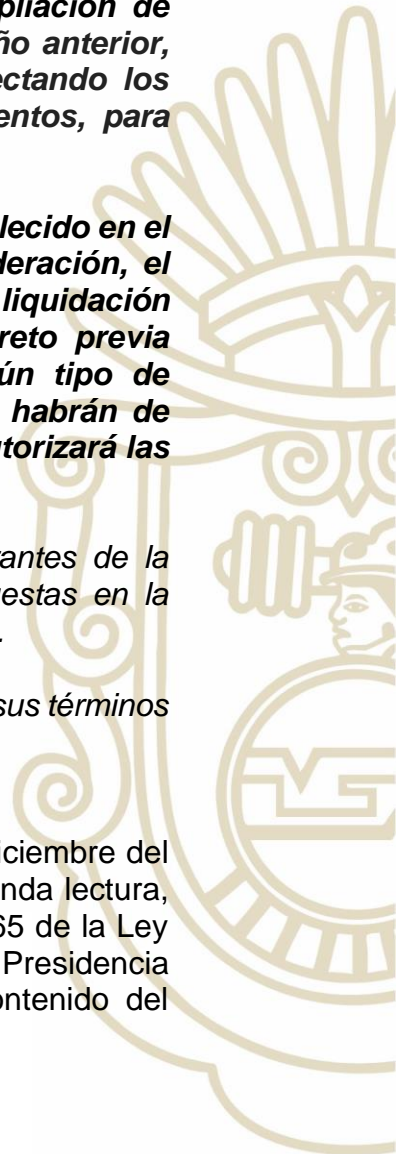 pilación de
ño anterior,
ectando los
entos, para
lecido en el
deración, el
liquidación
reto previa
ún tipo de
habrán de
utorizará las
antes de la
estas en la
.
sus términos
iciembre del
nda lectura,
65 de la Ley
Presidencia
ontenido del